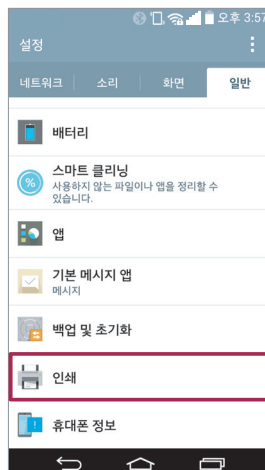 오후 3:57
설정
네트워크 소리 화면 일반
배터리
스마트 클리닝
사용하지 않는 파일이나 앱을 정리할 수
있습니다.
앱
기본 메시지 앱
메시지
백업 및 초기화
인쇄
휴대폰 정보